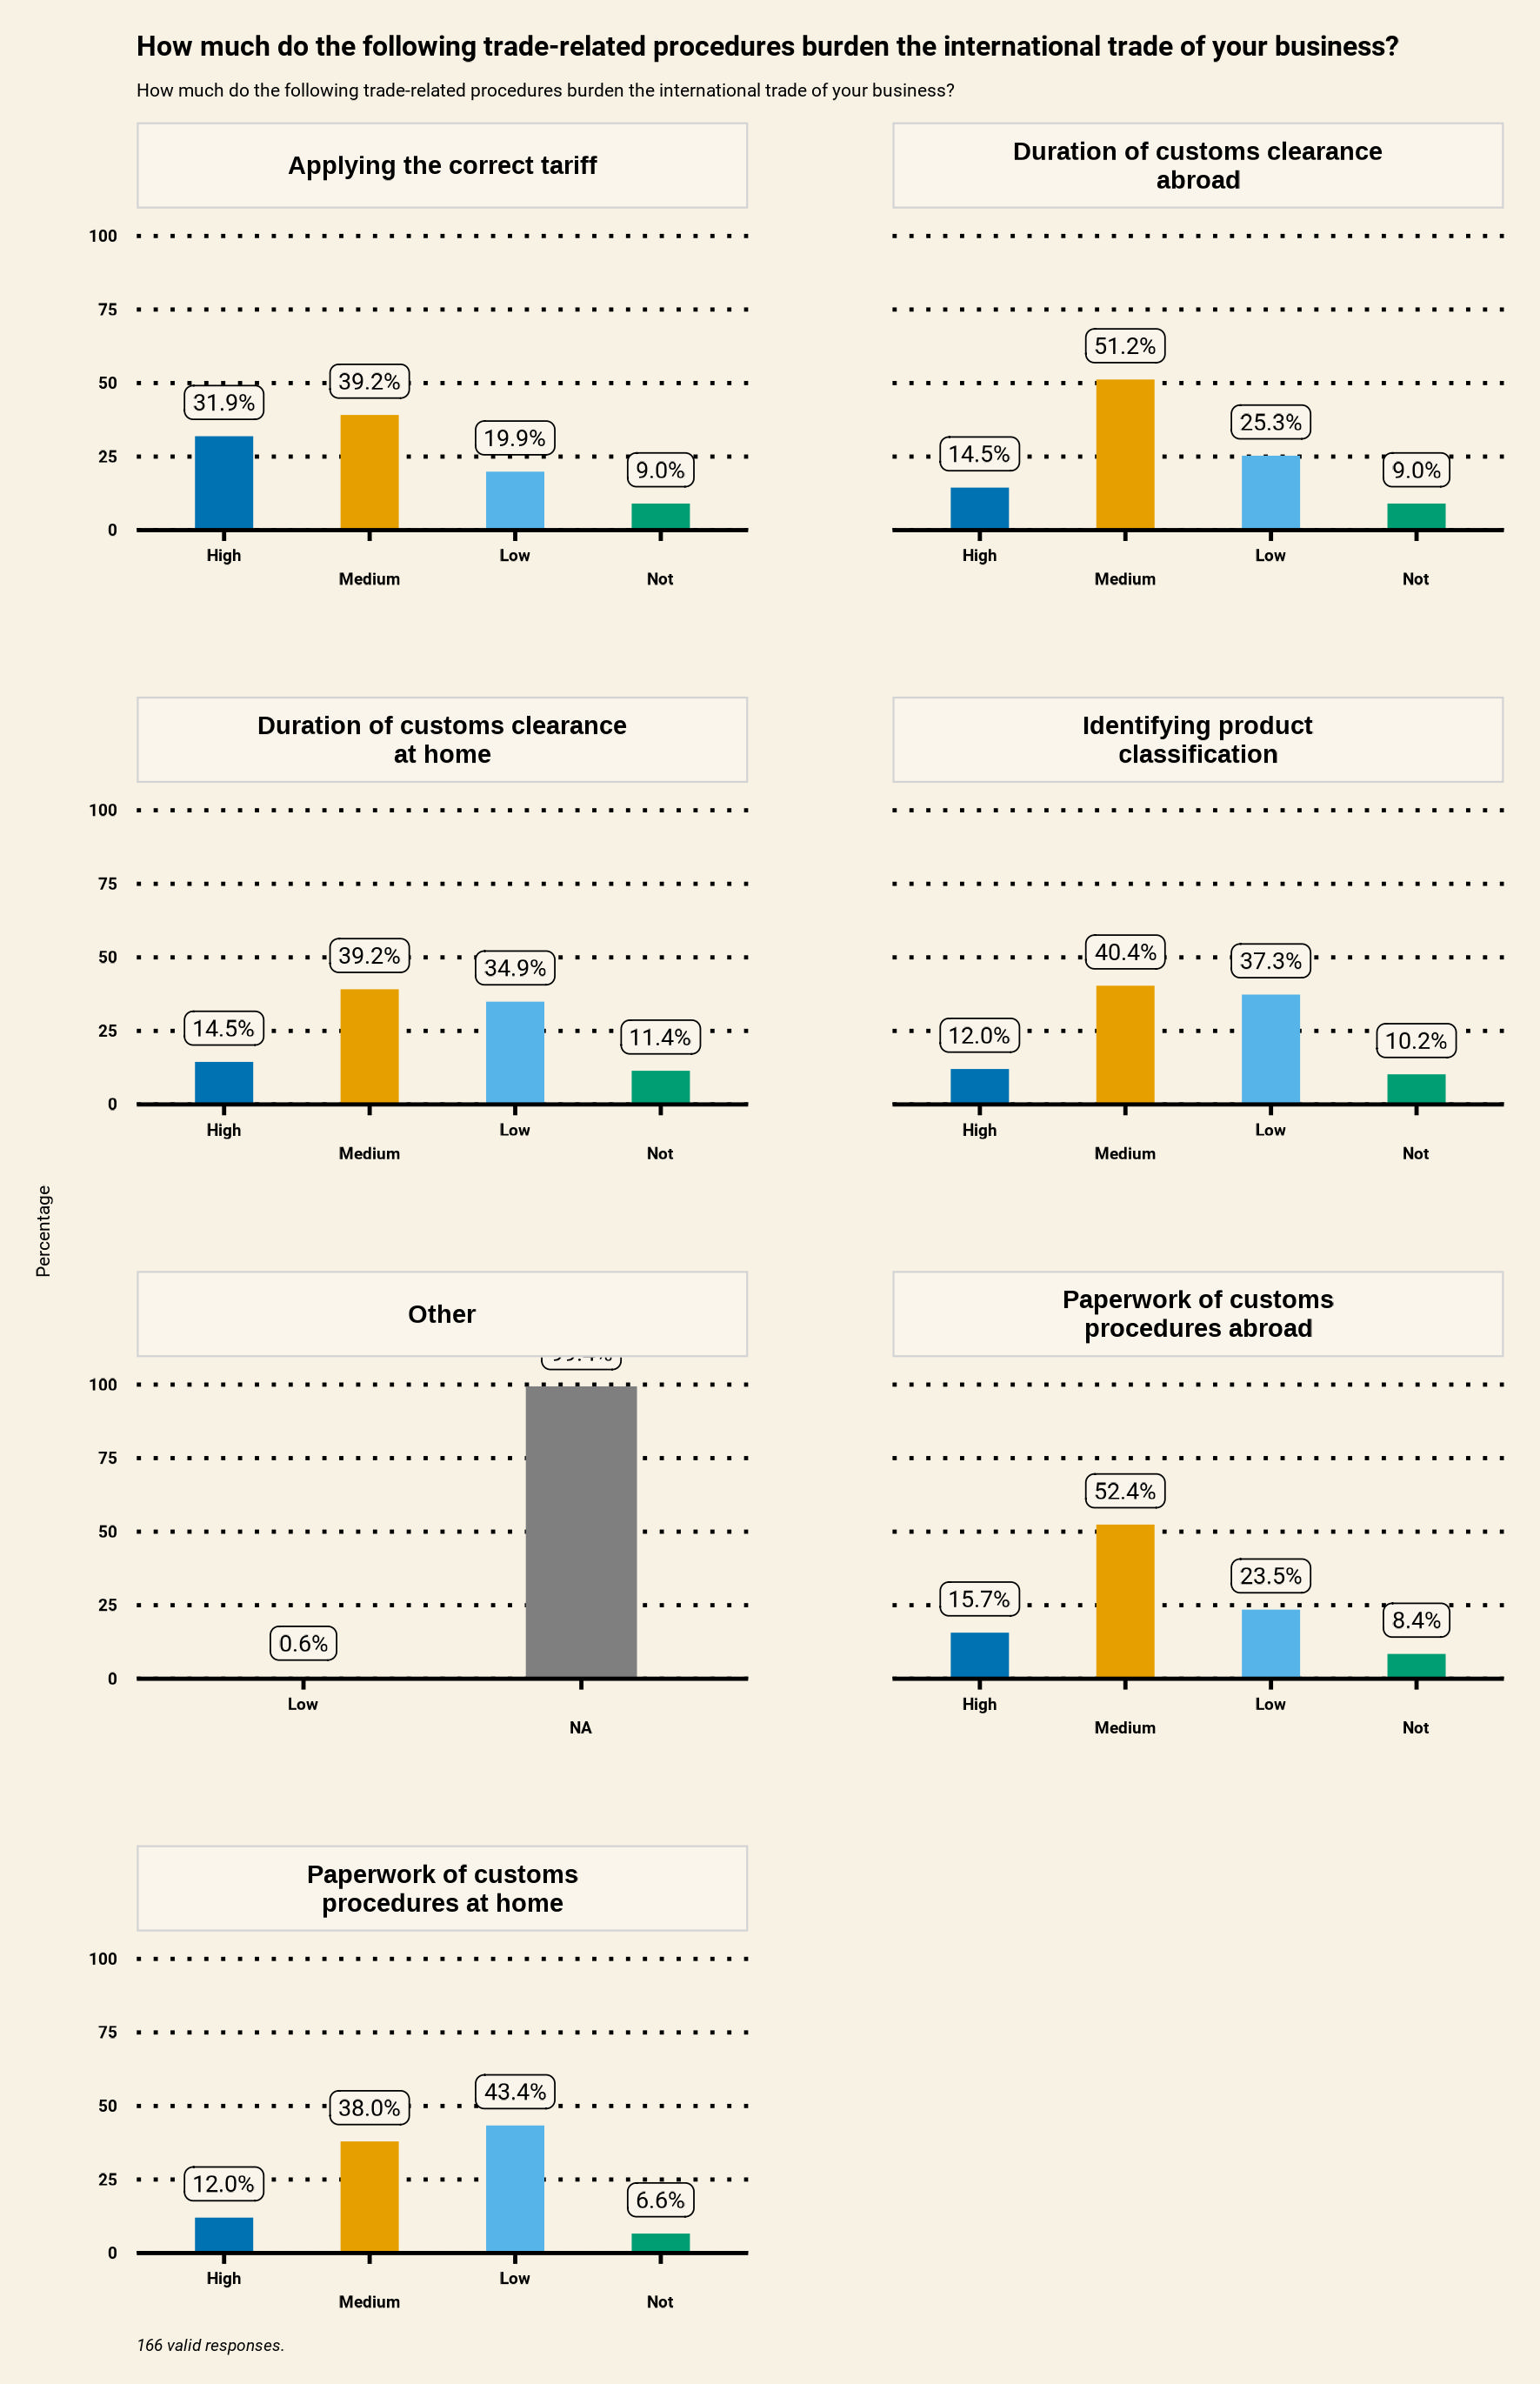 How much do the following trade-related procedures burden the international trade of your business?
How much do the following trade-related procedures burden the international trade of your business?
Percentage
Applying the correct tariff
100
75
50
25
0
31.9%
39.2%
19.9%
9.0%
High
Medium
Low
Not
Duration of customs clearance
abroad
14.5%
51.2%
25.3%
9.0%
High
Medium
Low
Not
Duration of customs clearance
at home
100
75
50
25
0
14.5%
39.2%
34.9%
11.4%
High
Medium
Low
Not
Identifying product
classification
12.0%
40.4%
37.3%
10.2%
High
Medium
Low
Not
Other
100
75
50
25
0
0.6%
Low
NA
Paperwork of customs
procedures abroad
15.7%
52.4%
23.5%
8.4%
High
Medium
Low
Not
Paperwork of customs
procedures at home
100
75
50
25
0
12.0%
38.0%
43.4%
6.6%
High
Medium
Low
Not
166 valid responses.